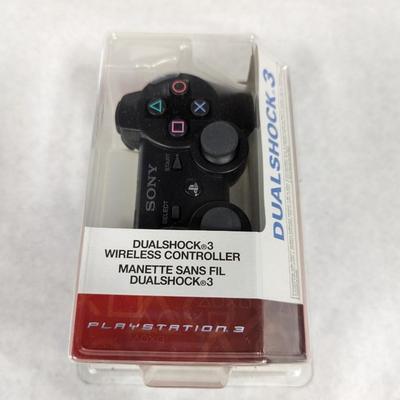 DUALSHOCK 3
SONY
SELECT
START
DUALSHOCK®3
WIRELESS CONTROLLER
MANETTE SANS FIL
DUALSHOCK®3
PLAYSTATION 3